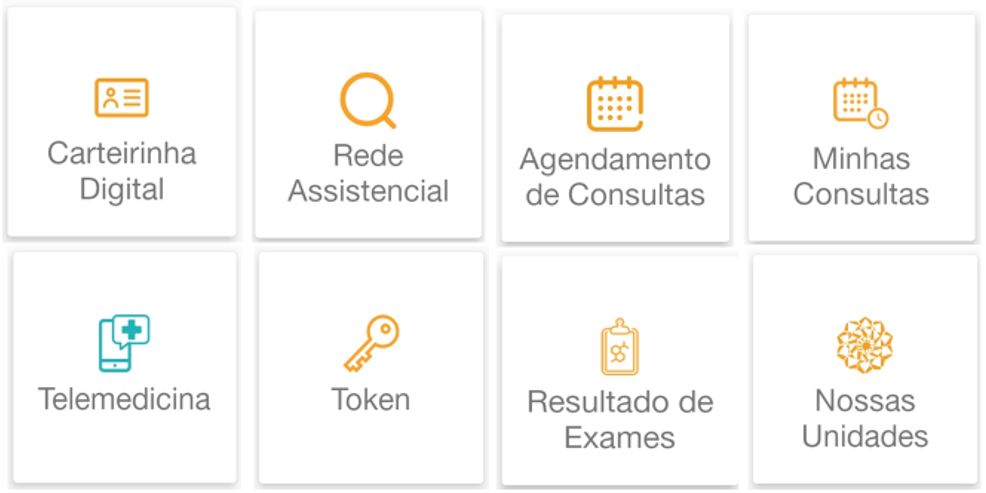 Carteirinha
Digital
Rede
Assistencial
Agendamento
de Consultas
Minhas
Consultas
Telemedicina
Token
Resultado de
Exames
Nossas
Unidades